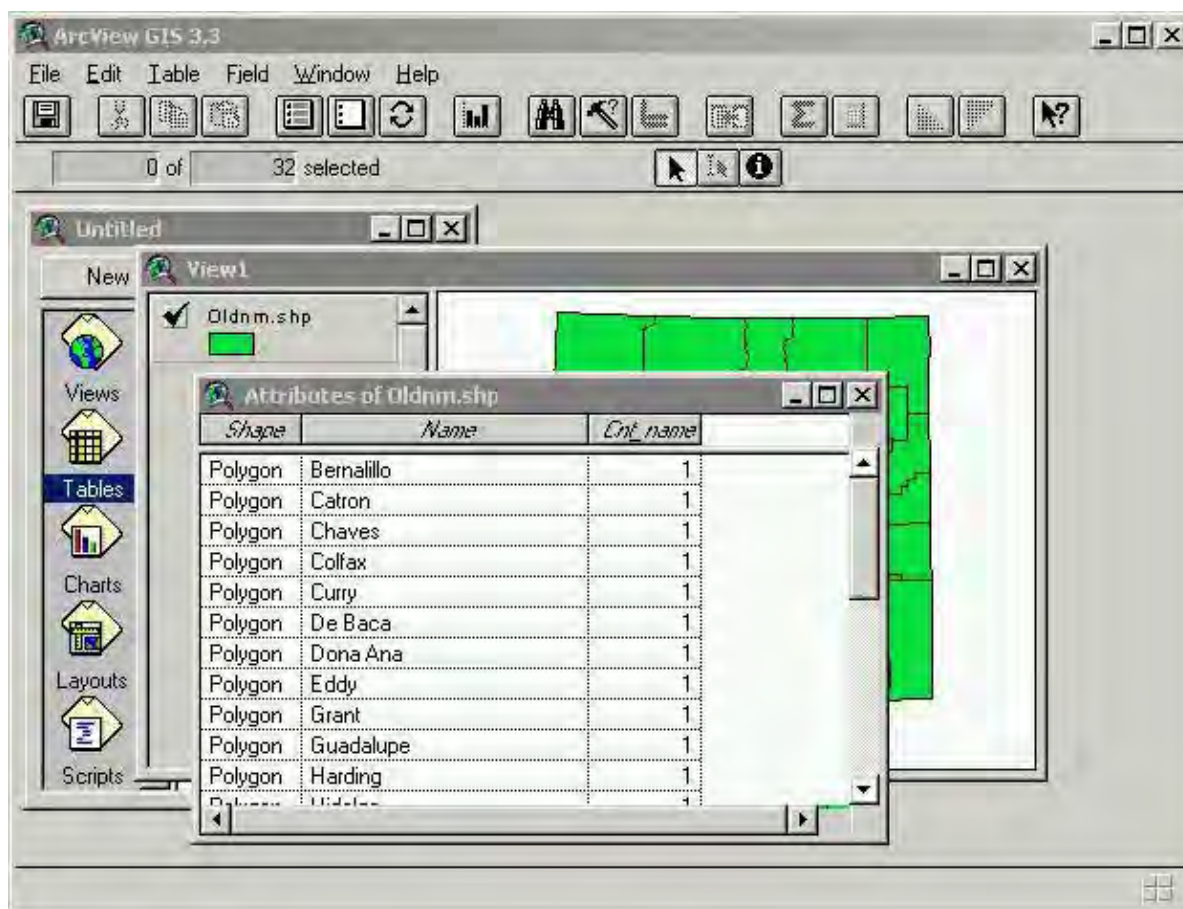 ArcView GIS 3.3
File Edit Table Field Window Help
0 of 32 selected
Untitled
New
View1
Oldnm.shp
Views
Tables
Charts
Layouts
Scripts
Attributes of Oldnm.shp
Shape Name Cnt_name
Polygon Bernalillo 1
Polygon Catron 1
Polygon Chaves 1
Polygon Colfax 1
Polygon Curry 1
Polygon De Baca 1
Polygon Dona Ana 1
Polygon Eddy 1
Polygon Grant 1
Polygon Guadalupe 1
Polygon Harding 1